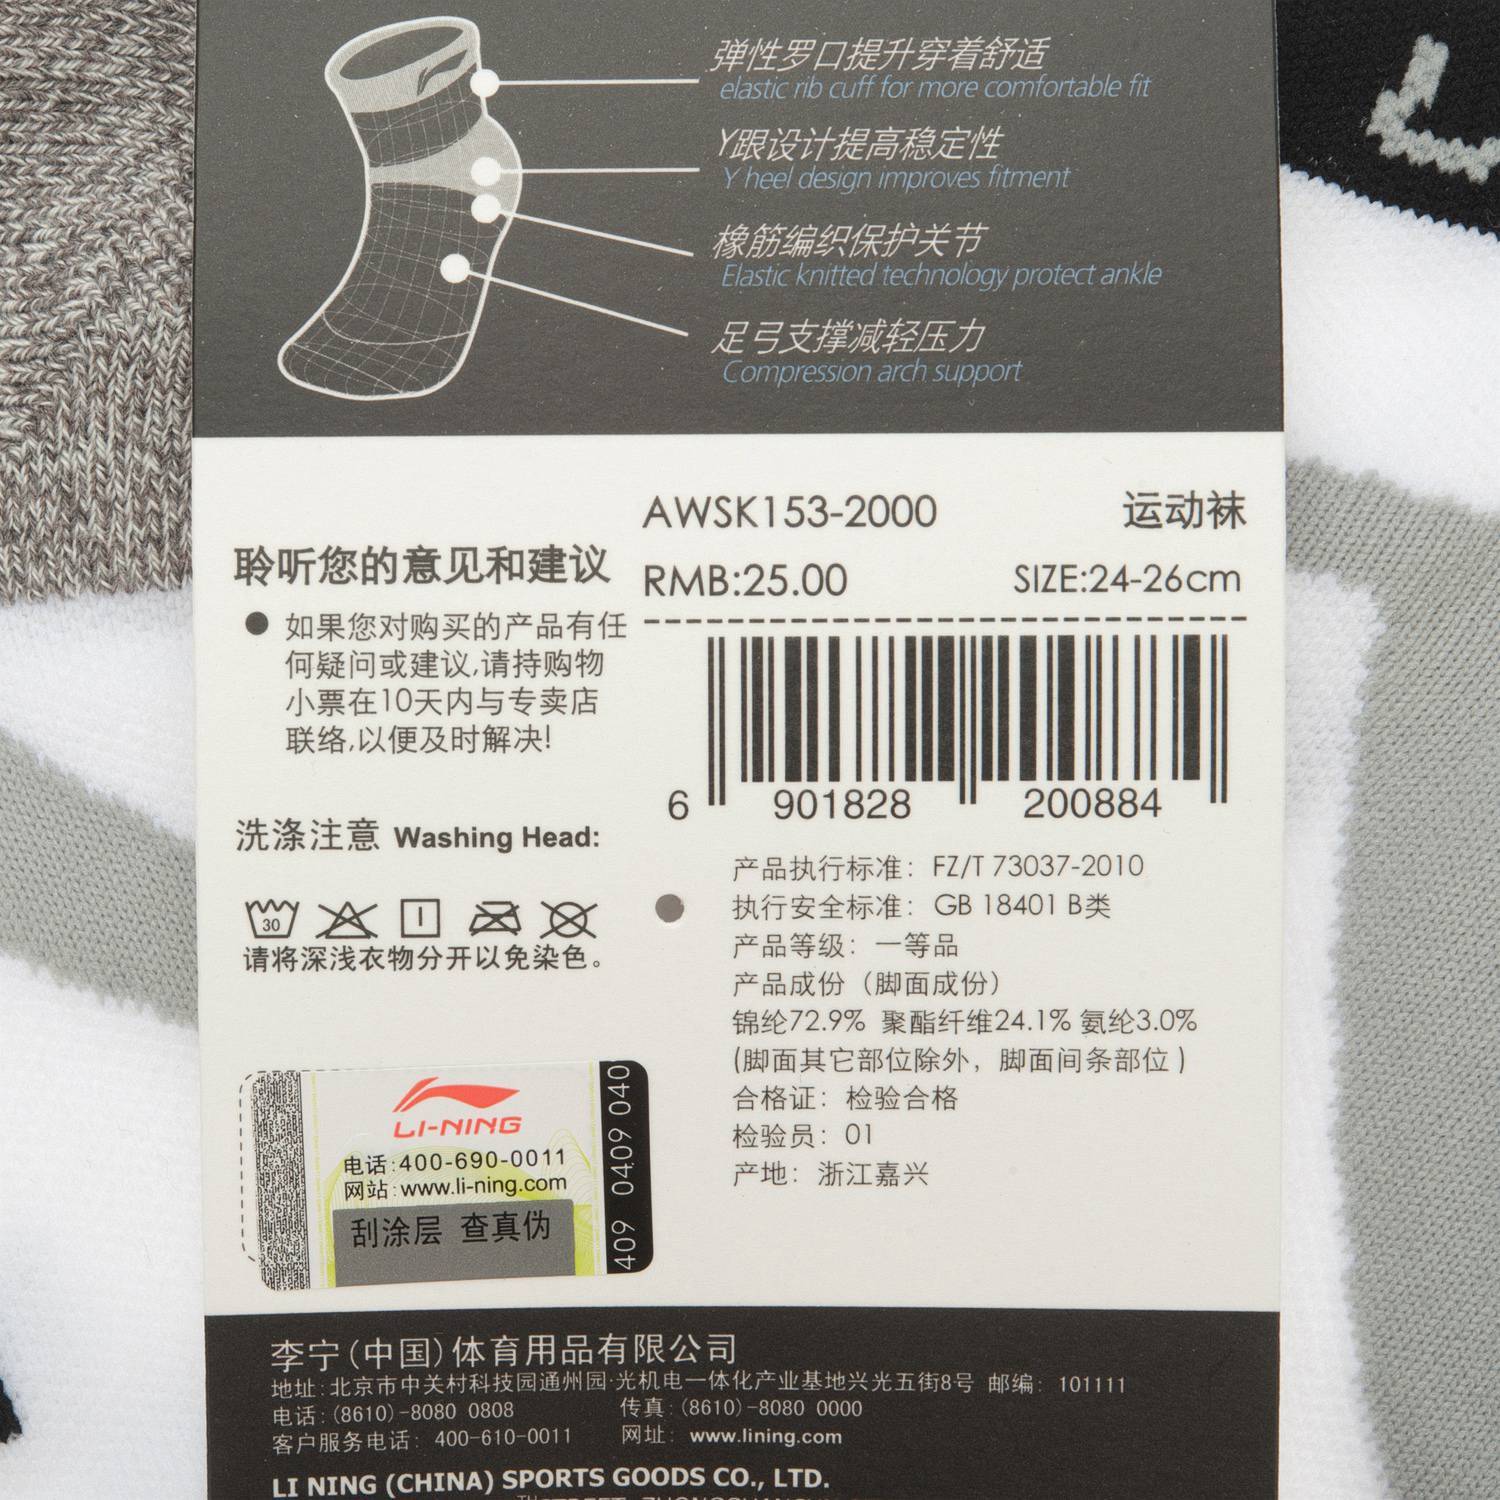 弹性罗口提升穿着舒适
elastic rib cuff for more comfortable fit
Y跟设计提高稳定性
Y heel design improves fitment
橡筋编织保护关节
Elastic knitted technology protect ankle
足弓支撑减轻压力
Compression arch support
AWSK153-2000 运动袜
RMB:25.00 SIZE:24-26cm
聆听您的意见和建议
● 如果您对购买的产品有任
何疑问或建议,请持购物
小票在10天内与专卖店
联络,以便及时解决!
6 901828 200884
洗涤注意 Washing Head:
30
请将深浅衣物分开以免染色。
产品执行标准: FZ/T 73037-2010
执行安全标准: GB 18401 B类
产品等级: 一等品
产品成份（脚面成份）
锦纶72.9% 聚酯纤维24.1% 氨纶3.0%
(脚面其它部位除外，脚面间条部位)
合格证: 检验合格
检验员: 01
产地: 浙江嘉兴
LI-NING
电话:400-690-0011
网站:www.li-ning.com
刮涂层 查真伪
409 0409 040
李宁(中国)体育用品有限公司
地址:北京市中关村科技园通州园·光机电一体化产业基地兴光五街8号 邮编: 101111
电话:(8610)-8080 0808 传真:(8610)-8080 0000
客户服务电话: 400-610-0011 网址: www.lining.com
LI NING (CHINA) SPORTS GOODS CO., LTD.